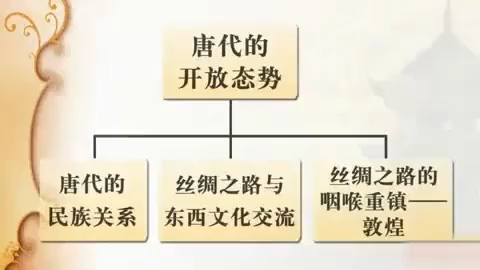 唐代的
开放态势
唐代的
民族关系
丝绸之路与
东西文化交流
丝绸之路的
咽喉重镇——
敦煌